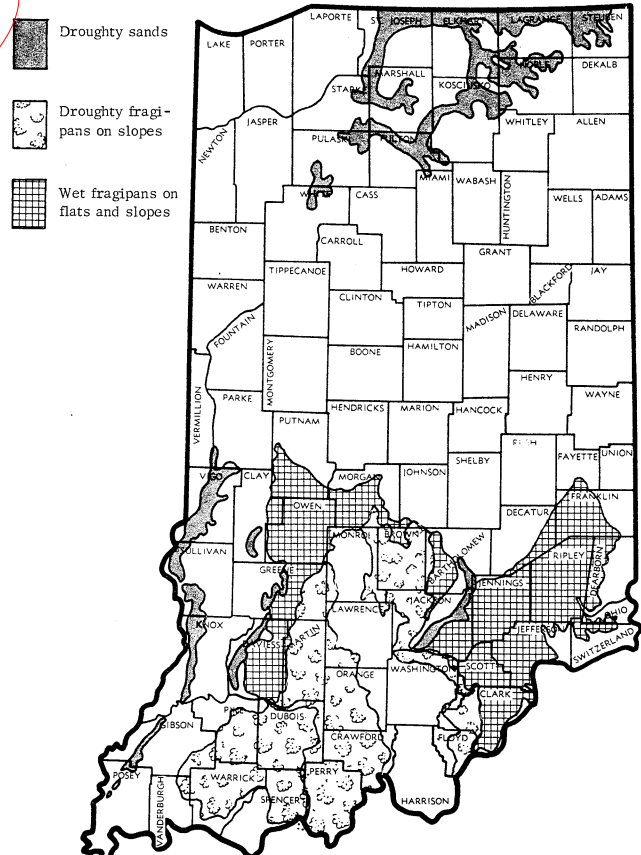 Droughty sands
Droughty fragi-
pans on slopes
Wet fragipans on
flats and slopes
LAPORTE
ST JOSEPH
ELKHART
LAGRANGE
STEUBEN
LAKE
PORTER
NOBLE
DEKALB
MARSHALL
KOSCIUSKO
STARK
NEWTON
JASPER
PULASKI
FULTON
WHITLEY
ALLEN
MIAMI
WABASH
HUNTINGTON
WHITE
CASS
WELLS
ADAMS
BENTON
CARROLL
GRANT
TIPPECANOE
HOWARD
BLACKFORD
JAY
WARREN
CLINTON
TIPTON
MADISON
DELAWARE
FOUNTAIN
RANDOLPH
MONTGOMERY
BOONE
HAMILTON
HENRY
VERMILLION
PARKE
WAYNE
PUTNAM
HENDRICKS
MARION
HANCOCK
RUSH
FAYETTE
UNION
VIGO
CLAY
MORGAN
JOHNSON
SHELBY
FRANKLIN
OWEN
DECATUR
MONROE
BROWN
BARTHOLOMEW
SULLIVAN
RIPLEY
DEARBORN
GREENE
JENNINGS
JACKSON
LAWRENCE
OHIO
KNOX
MARTIN
JEFFERS
SWITZERLAND
VIESS
ORANGE
WASHINGTON
SCOTT
CLARK
PIKE
DUBOIS
GIBSON
CRAWFORD
FLOYD
POSEY
WARRICK
PERRY
VANDERBURGH
SPENCER
HARRISON